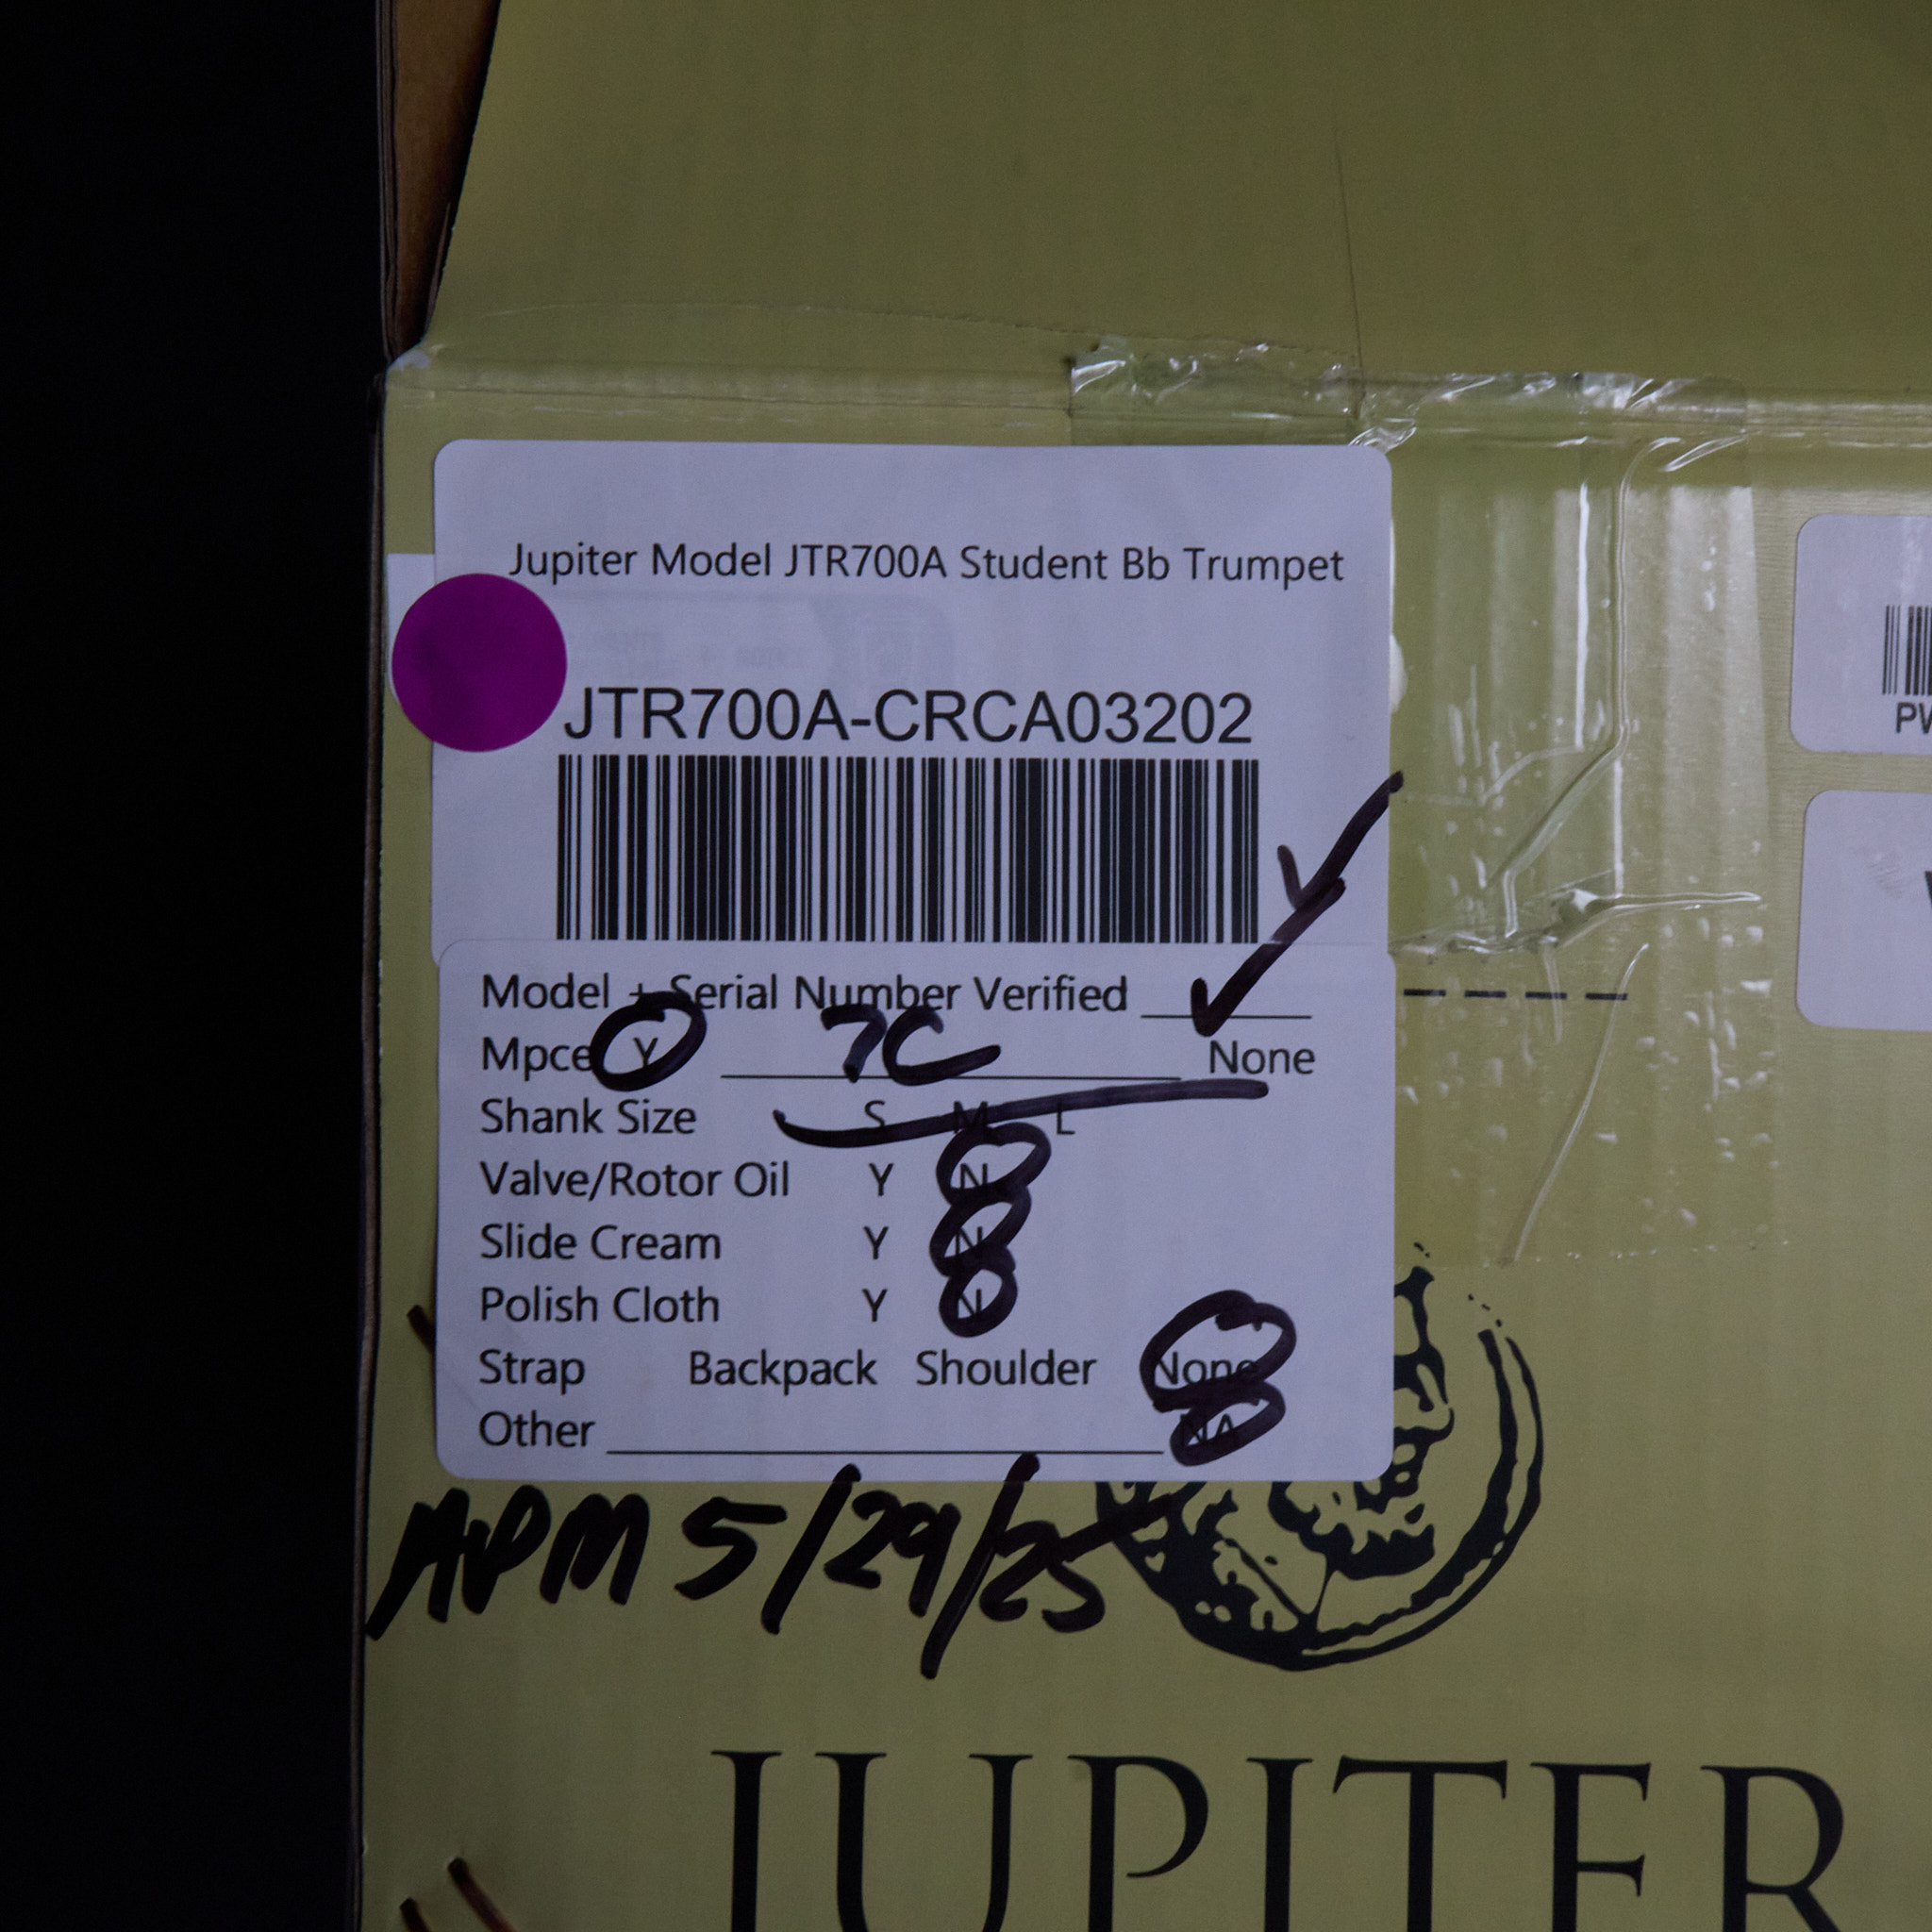 Jupiter Model JTR700A Student Bb Trumpet
JTR700A-CRCA03202
Model + Serial Number Verified ✓
Mpce Y 7C None
Shank Size S M L
Valve/Rotor Oil Y N
Slide Cream Y N
Polish Cloth Y N
Strap Backpack Shoulder None
Other NA
5/29/25
JUPITER